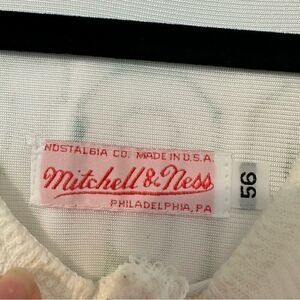 NOSTALGIA CO. MADE IN U.S.A.
Mitchell & Ness
PHILADELPHIA, PA
56